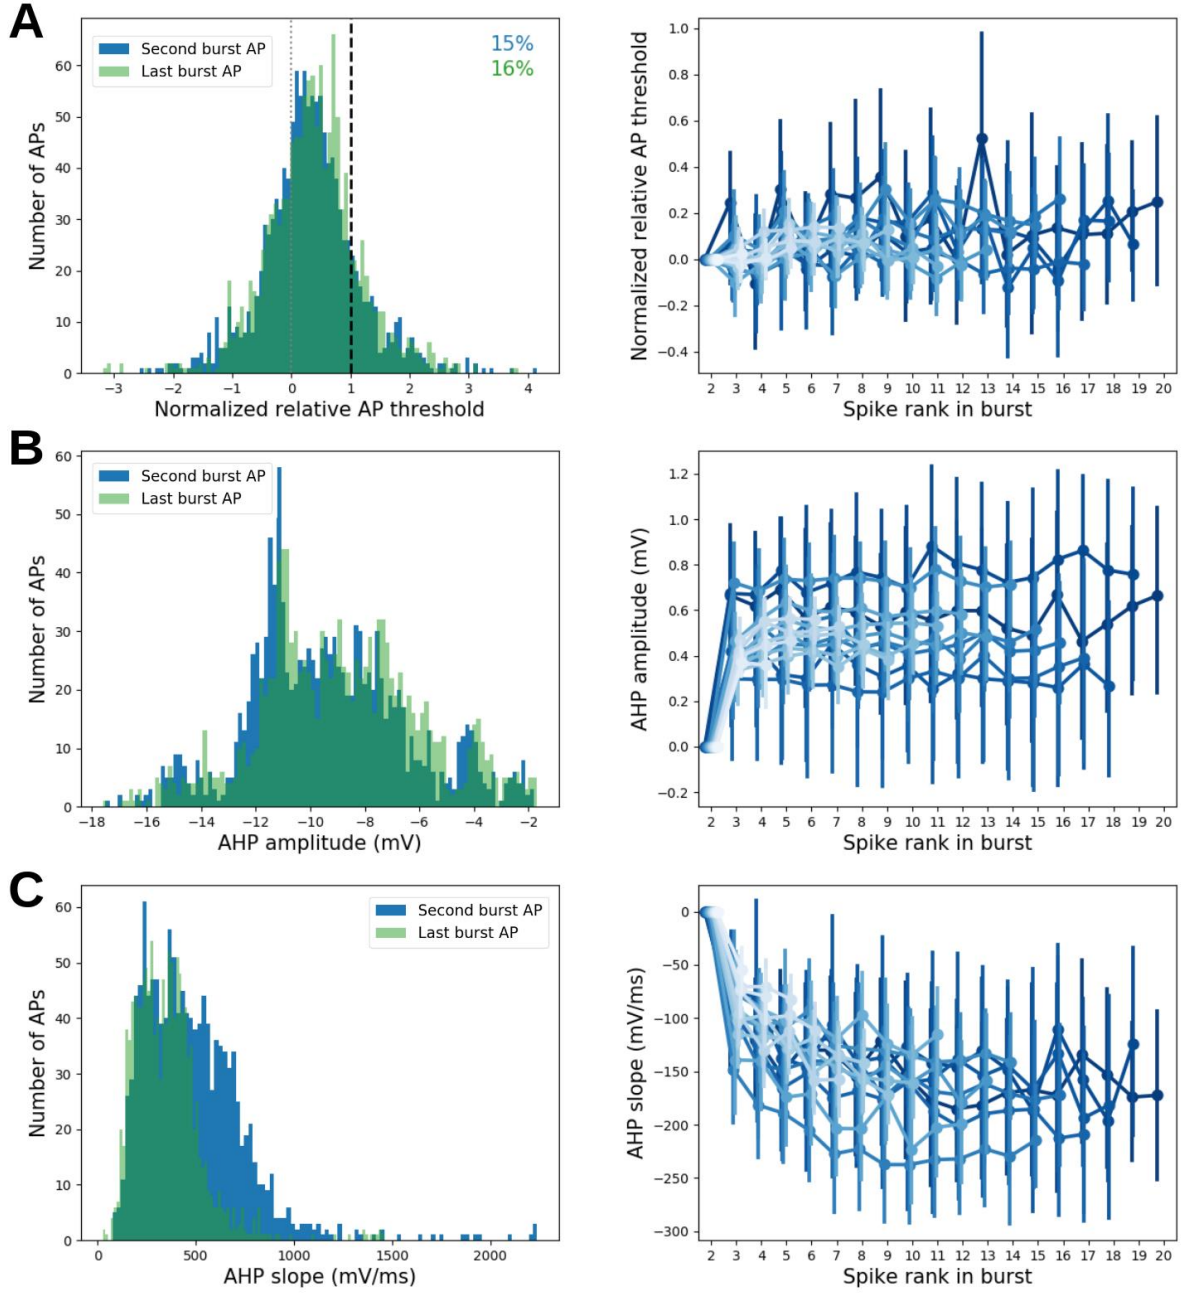 A
Second burst AP
Last burst AP
15%
16%
Number of APs
0
10
20
30
40
50
60
−3
−2
−1
0
1
2
3
4
Normalized relative AP threshold
Normalized relative AP threshold
1.0
0.8
0.6
0.4
0.2
0.0
−0.2
−0.4
2 3 4 5 6 7 8 9 10 11 12 13 14 15 16 17 18 19 20
Spike rank in burst
B
Second burst AP
Last burst AP
Number of APs
60
50
40
30
20
10
0
−18 −16 −14 −12 −10 −8 −6 −4 −2
AHP amplitude (mV)
AHP amplitude (mV)
1.2
1.0
0.8
0.6
0.4
0.2
0.0
−0.2
2 3 4 5 6 7 8 9 10 11 12 13 14 15 16 17 18 19 20
Spike rank in burst
C
Second burst AP
Last burst AP
Number of APs
60
50
40
30
20
10
0
0 500 1000 1500 2000
AHP slope (mV/ms)
AHP slope (mV/ms)
0
−50
−100
−150
−200
−250
−300
2 3 4 5 6 7 8 9 10 11 12 13 14 15 16 17 18 19 20
Spike rank in burst